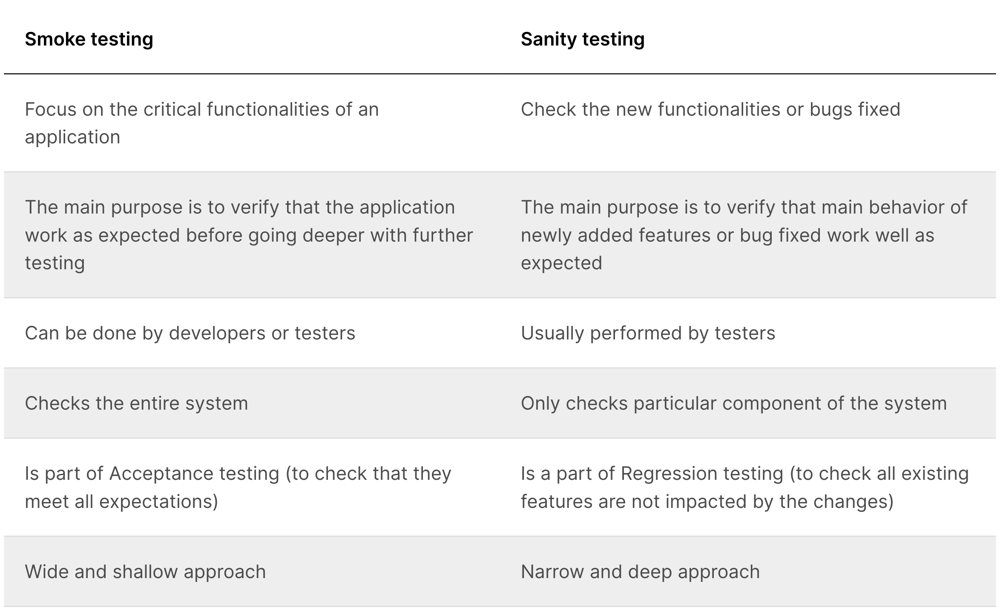 Smoke testing
Sanity testing
Focus on the critical functionalities of an
application
Check the new functionalities or bugs fixed
The main purpose is to verify that the application
work as expected before going deeper with further
testing
The main purpose is to verify that main behavior of
newly added features or bug fixed work well as
expected
Can be done by developers or testers
Usually performed by testers
Checks the entire system
Only checks particular component of the system
Is part of Acceptance testing (to check that they
meet all expectations)
Is a part of Regression testing (to check all existing
features are not impacted by the changes)
Wide and shallow approach
Narrow and deep approach